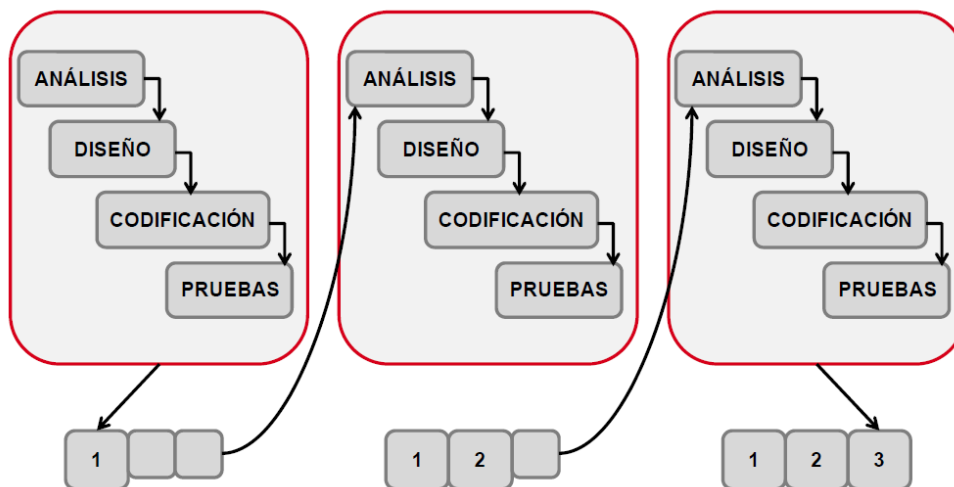 ANÁLISIS
DISEÑO
CODIFICACIÓN
PRUEBAS
ANÁLISIS
DISEÑO
CODIFICACIÓN
PRUEBAS
ANÁLISIS
DISEÑO
CODIFICACIÓN
PRUEBAS
1
1 2
1 2 3